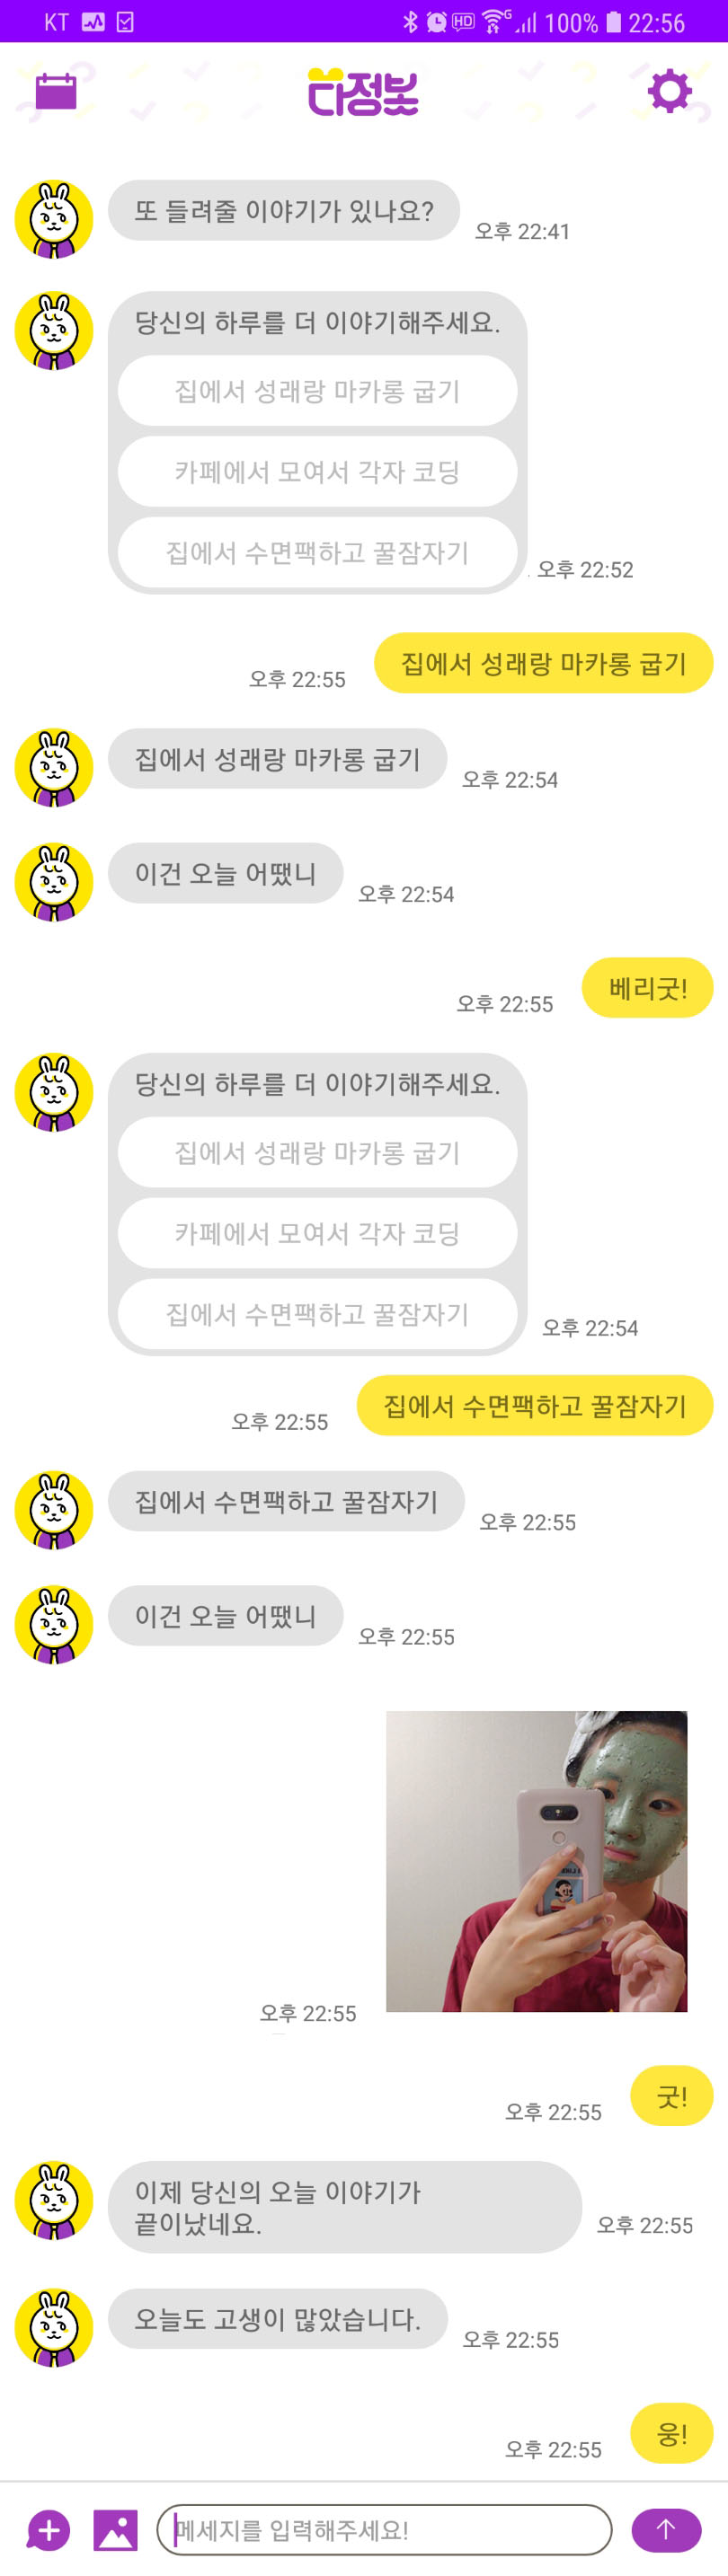 KT HD G 100% 22:56
다정봇
또 들려줄 이야기가 있나요?
오후 22:41
당신의 하루를 더 이야기해주세요.
집에서 성래랑 마카롱 굽기
카페에서 모여서 각자 코딩
집에서 수면팩하고 꿀잠자기
오후 22:52
집에서 성래랑 마카롱 굽기
오후 22:55
집에서 성래랑 마카롱 굽기
오후 22:54
이건 오늘 어땠니
오후 22:54
베리굿!
오후 22:55
당신의 하루를 더 이야기해주세요.
집에서 성래랑 마카롱 굽기
카페에서 모여서 각자 코딩
집에서 수면팩하고 꿀잠자기
오후 22:54
집에서 수면팩하고 꿀잠자기
오후 22:55
집에서 수면팩하고 꿀잠자기
오후 22:55
이건 오늘 어땠니
오후 22:55
오후 22:55
굿!
오후 22:55
이제 당신의 오늘 이야기가
끝이났네요.
오후 22:55
오늘도 고생이 많았습니다.
오후 22:55
웅!
오후 22:55
메세지를 입력해주세요!